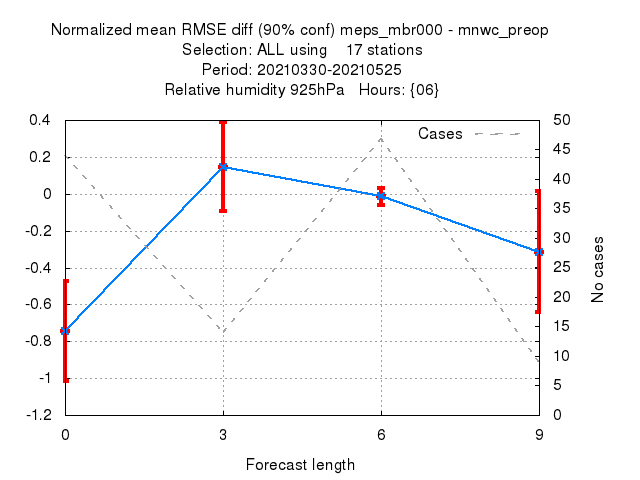 Normalized mean RMSE diff (90% conf) meps_mbr000 - mnwc_preop
Selection: ALL using    17 stations
Period: 20210330-20210525
Relative humidity 925hPa   Hours: {06}
Cases
0.4
0.2
0
-0.2
-0.4
-0.6
-0.8
-1
-1.2
50
45
40
35
30
25
20
15
10
5
0
No cases
0 3 6 9
Forecast length